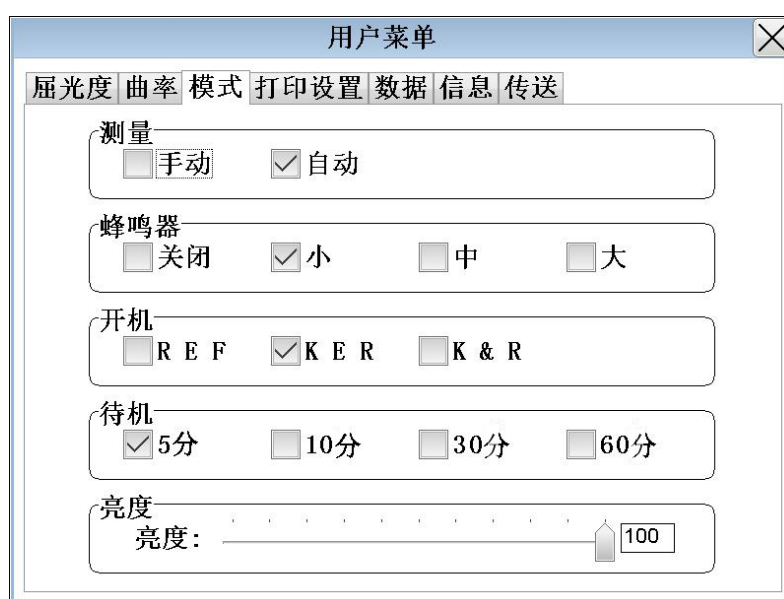 用户菜单
屈光度 曲率 模式 打印设置 数据 信息 传送
测量
手动 自动
蜂鸣器
关闭 小 中 大
开机
R E F K E R K & R
待机
5分 10分 30分 60分
亮度
亮度: 100